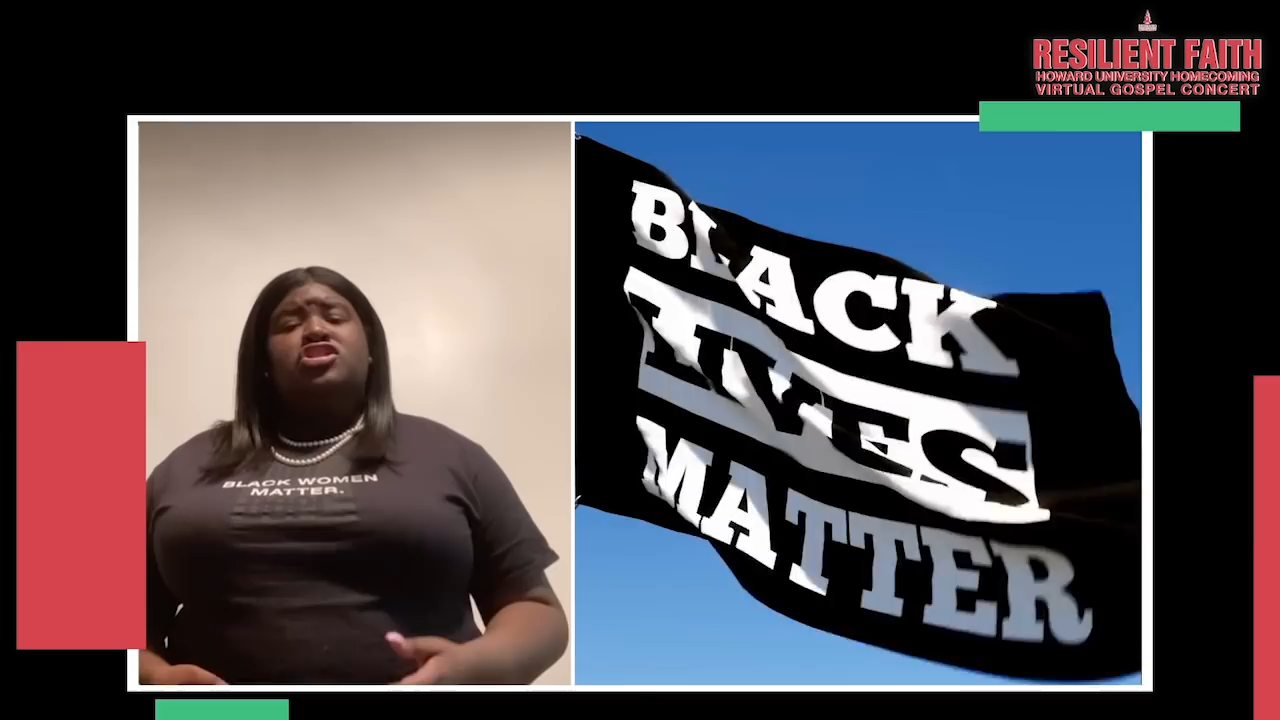 RESILIENT FAITH
HOWARD UNIVERSITY HOMECOMING
VIRTUAL GOSPEL CONCERT
BLACK WOMEN
MATTER.
BLACK
LIVES
MATTER